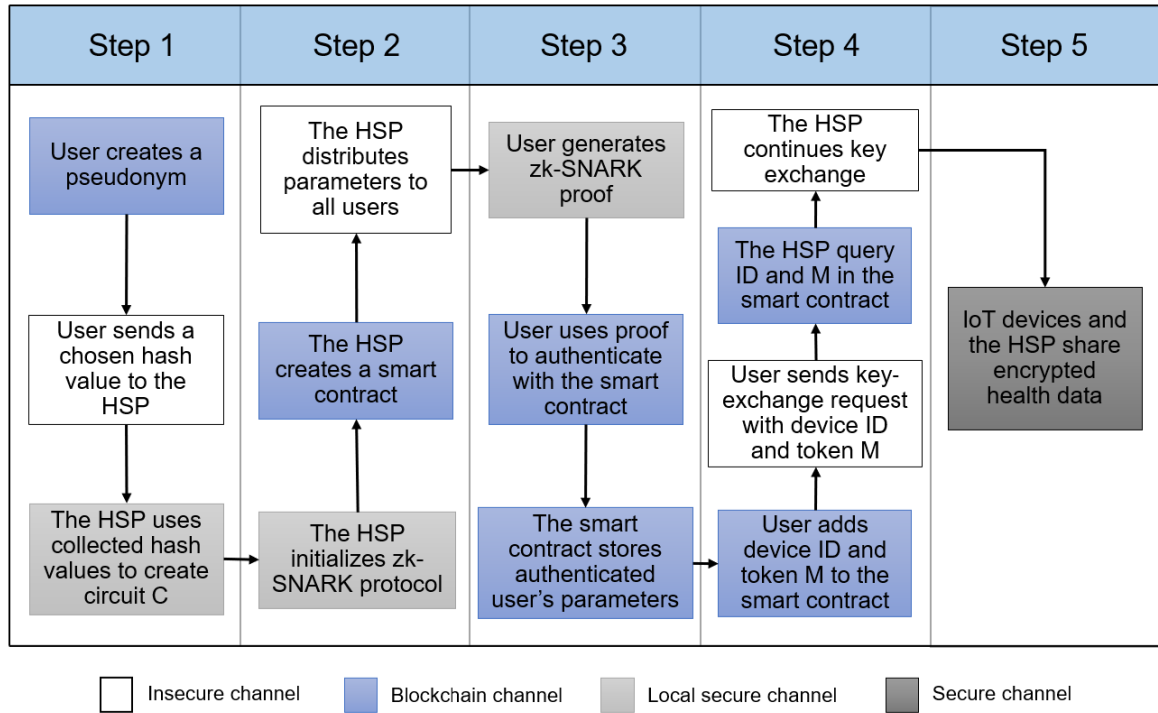 Step 1
Step 2
Step 3
Step 4
Step 5
User creates a
pseudonym
User sends a
chosen hash
value to the
HSP
The HSP uses
collected hash
values to create
circuit C
The HSP
distributes
parameters to
all users
The HSP
creates a smart
contract
The HSP
initializes zk-
SNARK protocol
User generates
zk-SNARK
proof
User uses proof
to authenticate
with the smart
contract
The smart
contract stores
authenticated
user's parameters
The HSP
continues key
exchange
The HSP query
ID and M in the
smart contract
User sends key-
exchange request
with device ID
and token M
User adds
device ID and
token M to the
smart contract
IoT devices and
the HSP share
encrypted
health data
Insecure channel
Blockchain channel
Local secure channel
Secure channel